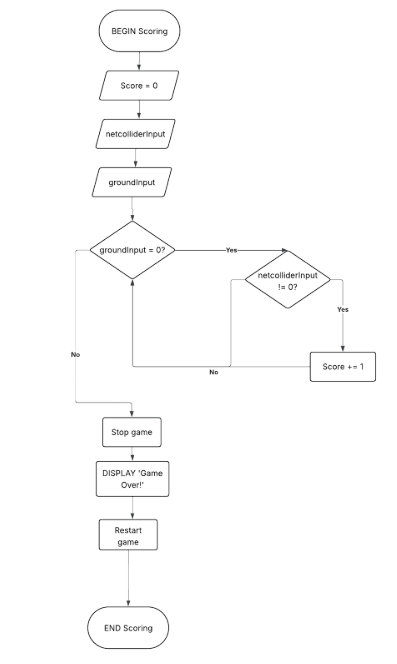 BEGIN Scoring
Score = 0
netcolliderInput
groundInput
groundInput = 0?
Yes
netcolliderInput
!= 0?
Yes
No
Score += 1
No
Stop game
DISPLAY 'Game
Over!'
Restart
game
END Scoring